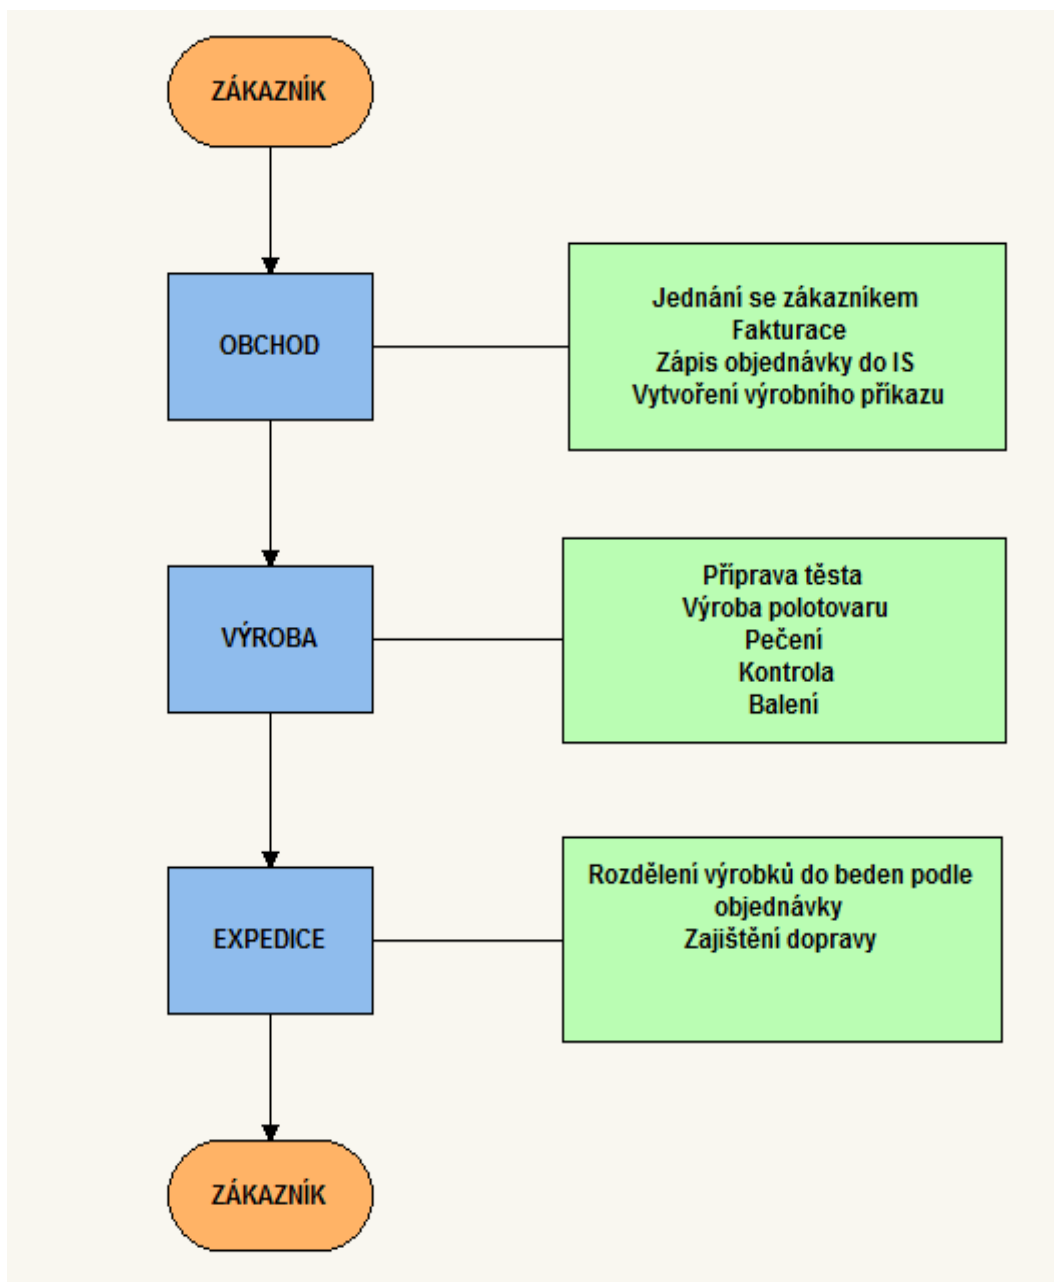 ZÁKAZNÍK
OBCHOD
Jednání se zákazníkem
Fakturace
Zápis objednávky do IS
Vytvoření výrobního příkazu
VÝROBA
Příprava těsta
Výroba polotovaru
Pečení
Kontrola
Balení
EXPEDICE
Rozdělení výrobků do beden podle
objednávky
Zajištění dopravy
ZÁKAZNÍK